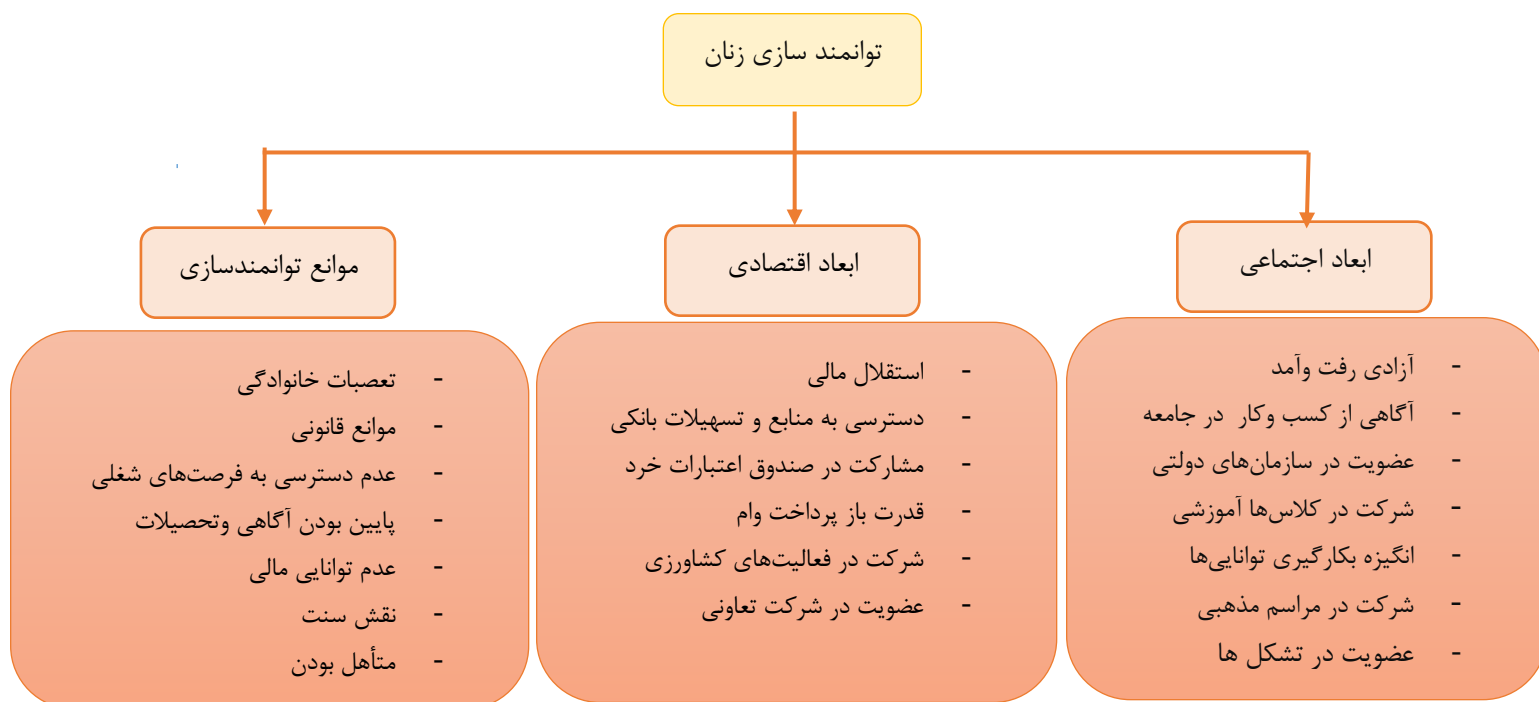 توانمند سازی زنان
ابعاد اجتماعی
- آزادی رفت وآمد
- آگاهی از کسب وکار در جامعه
- عضویت در سازمان‌های دولتی
- شرکت در کلاس‌ها آموزشی
- انگیزه بکارگیری توانایی‌ها
- شرکت در مراسم مذهبی
- عضویت در تشکل ها
ابعاد اقتصادی
- استقلال مالی
- دسترسی به منابع و تسهیلات بانکی
- مشارکت در صندوق اعتبارات خرد
- قدرت باز پرداخت وام
- شرکت در فعالیت‌های کشاورزی
- عضویت در شرکت تعاونی
موانع توانمندسازی
- تعصبات خانوادگی
- موانع قانونی
- عدم دسترسی به فرصت‌های شغلی
- پایین بودن آگاهی وتحصیلات
- عدم توانایی مالی
- نقش سنت
- متأهل بودن